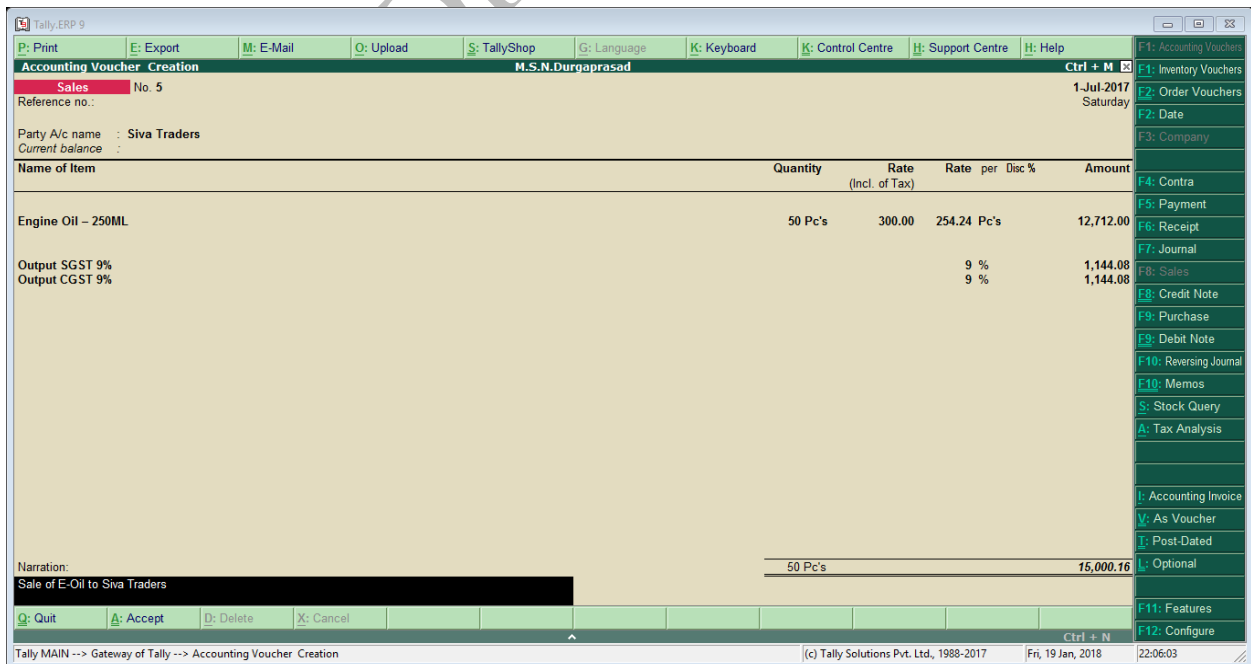 Tally.ERP 9
P: Print E: Export M: E-Mail O: Upload S: TallyShop G: Language K: Keyboard K: Control Centre H: Support Centre H: Help
Accounting Voucher Creation M.S.N.Durgaprasad Ctrl + M
Sales No. 5 1-Jul-2017
Reference no.: Saturday
Party A/c name : Siva Traders
Current balance :
Name of Item Quantity Rate Rate per Disc % Amount
(Incl. of Tax)
Engine Oil – 250ML 50 Pc's 300.00 254.24 Pc's 12,712.00
Output SGST 9% 9 % 1,144.08
Output CGST 9% 9 % 1,144.08
Narration: 50 Pc's 15,000.16
Sale of E-Oil to Siva Traders
Q: Quit A: Accept D: Delete X: Cancel
Ctrl + N
Tally MAIN --> Gateway of Tally --> Accounting Voucher Creation (c) Tally Solutions Pvt. Ltd., 1988-2017 Fri, 19 Jan, 2018 22:06:03
F1: Accounting Vouchers
F1: Inventory Vouchers
F2: Order Vouchers
F2: Date
F3: Company
F4: Contra
F5: Payment
F6: Receipt
F7: Journal
F8: Sales
F8: Credit Note
F9: Purchase
F9: Debit Note
F10: Reversing Journal
F10: Memos
S: Stock Query
A: Tax Analysis
I: Accounting Invoice
V: As Voucher
T: Post-Dated
L: Optional
F11: Features
F12: Configure